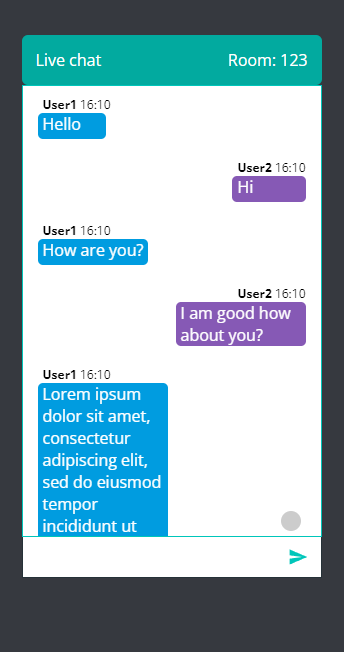 Live chat Room: 123
User1 16:10
Hello
User2 16:10
Hi
User1 16:10
How are you?
User2 16:10
I am good how
about you?
User1 16:10
Lorem ipsum
dolor sit amet,
consectetur
adipiscing elit,
sed do eiusmod
tempor
incididunt ut